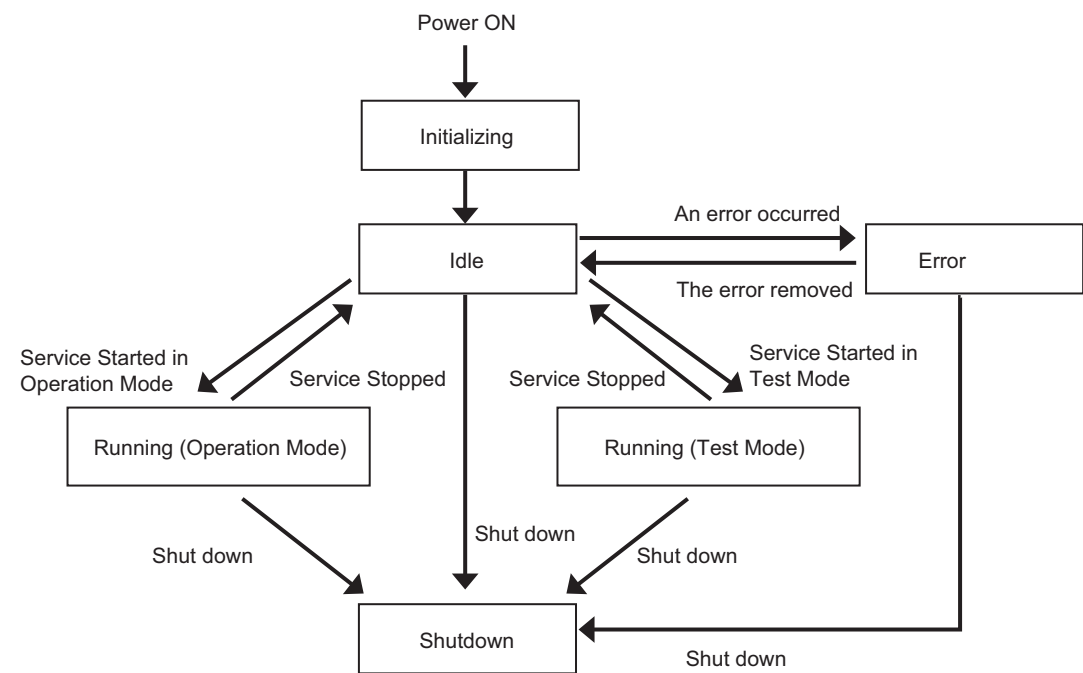 Power ON
Initializing
An error occurred
Idle
Error
The error removed
Service Started in
Operation Mode
Service Stopped
Service Stopped
Service Started in
Test Mode
Running (Operation Mode)
Running (Test Mode)
Shut down
Shut down
Shut down
Shutdown
Shut down